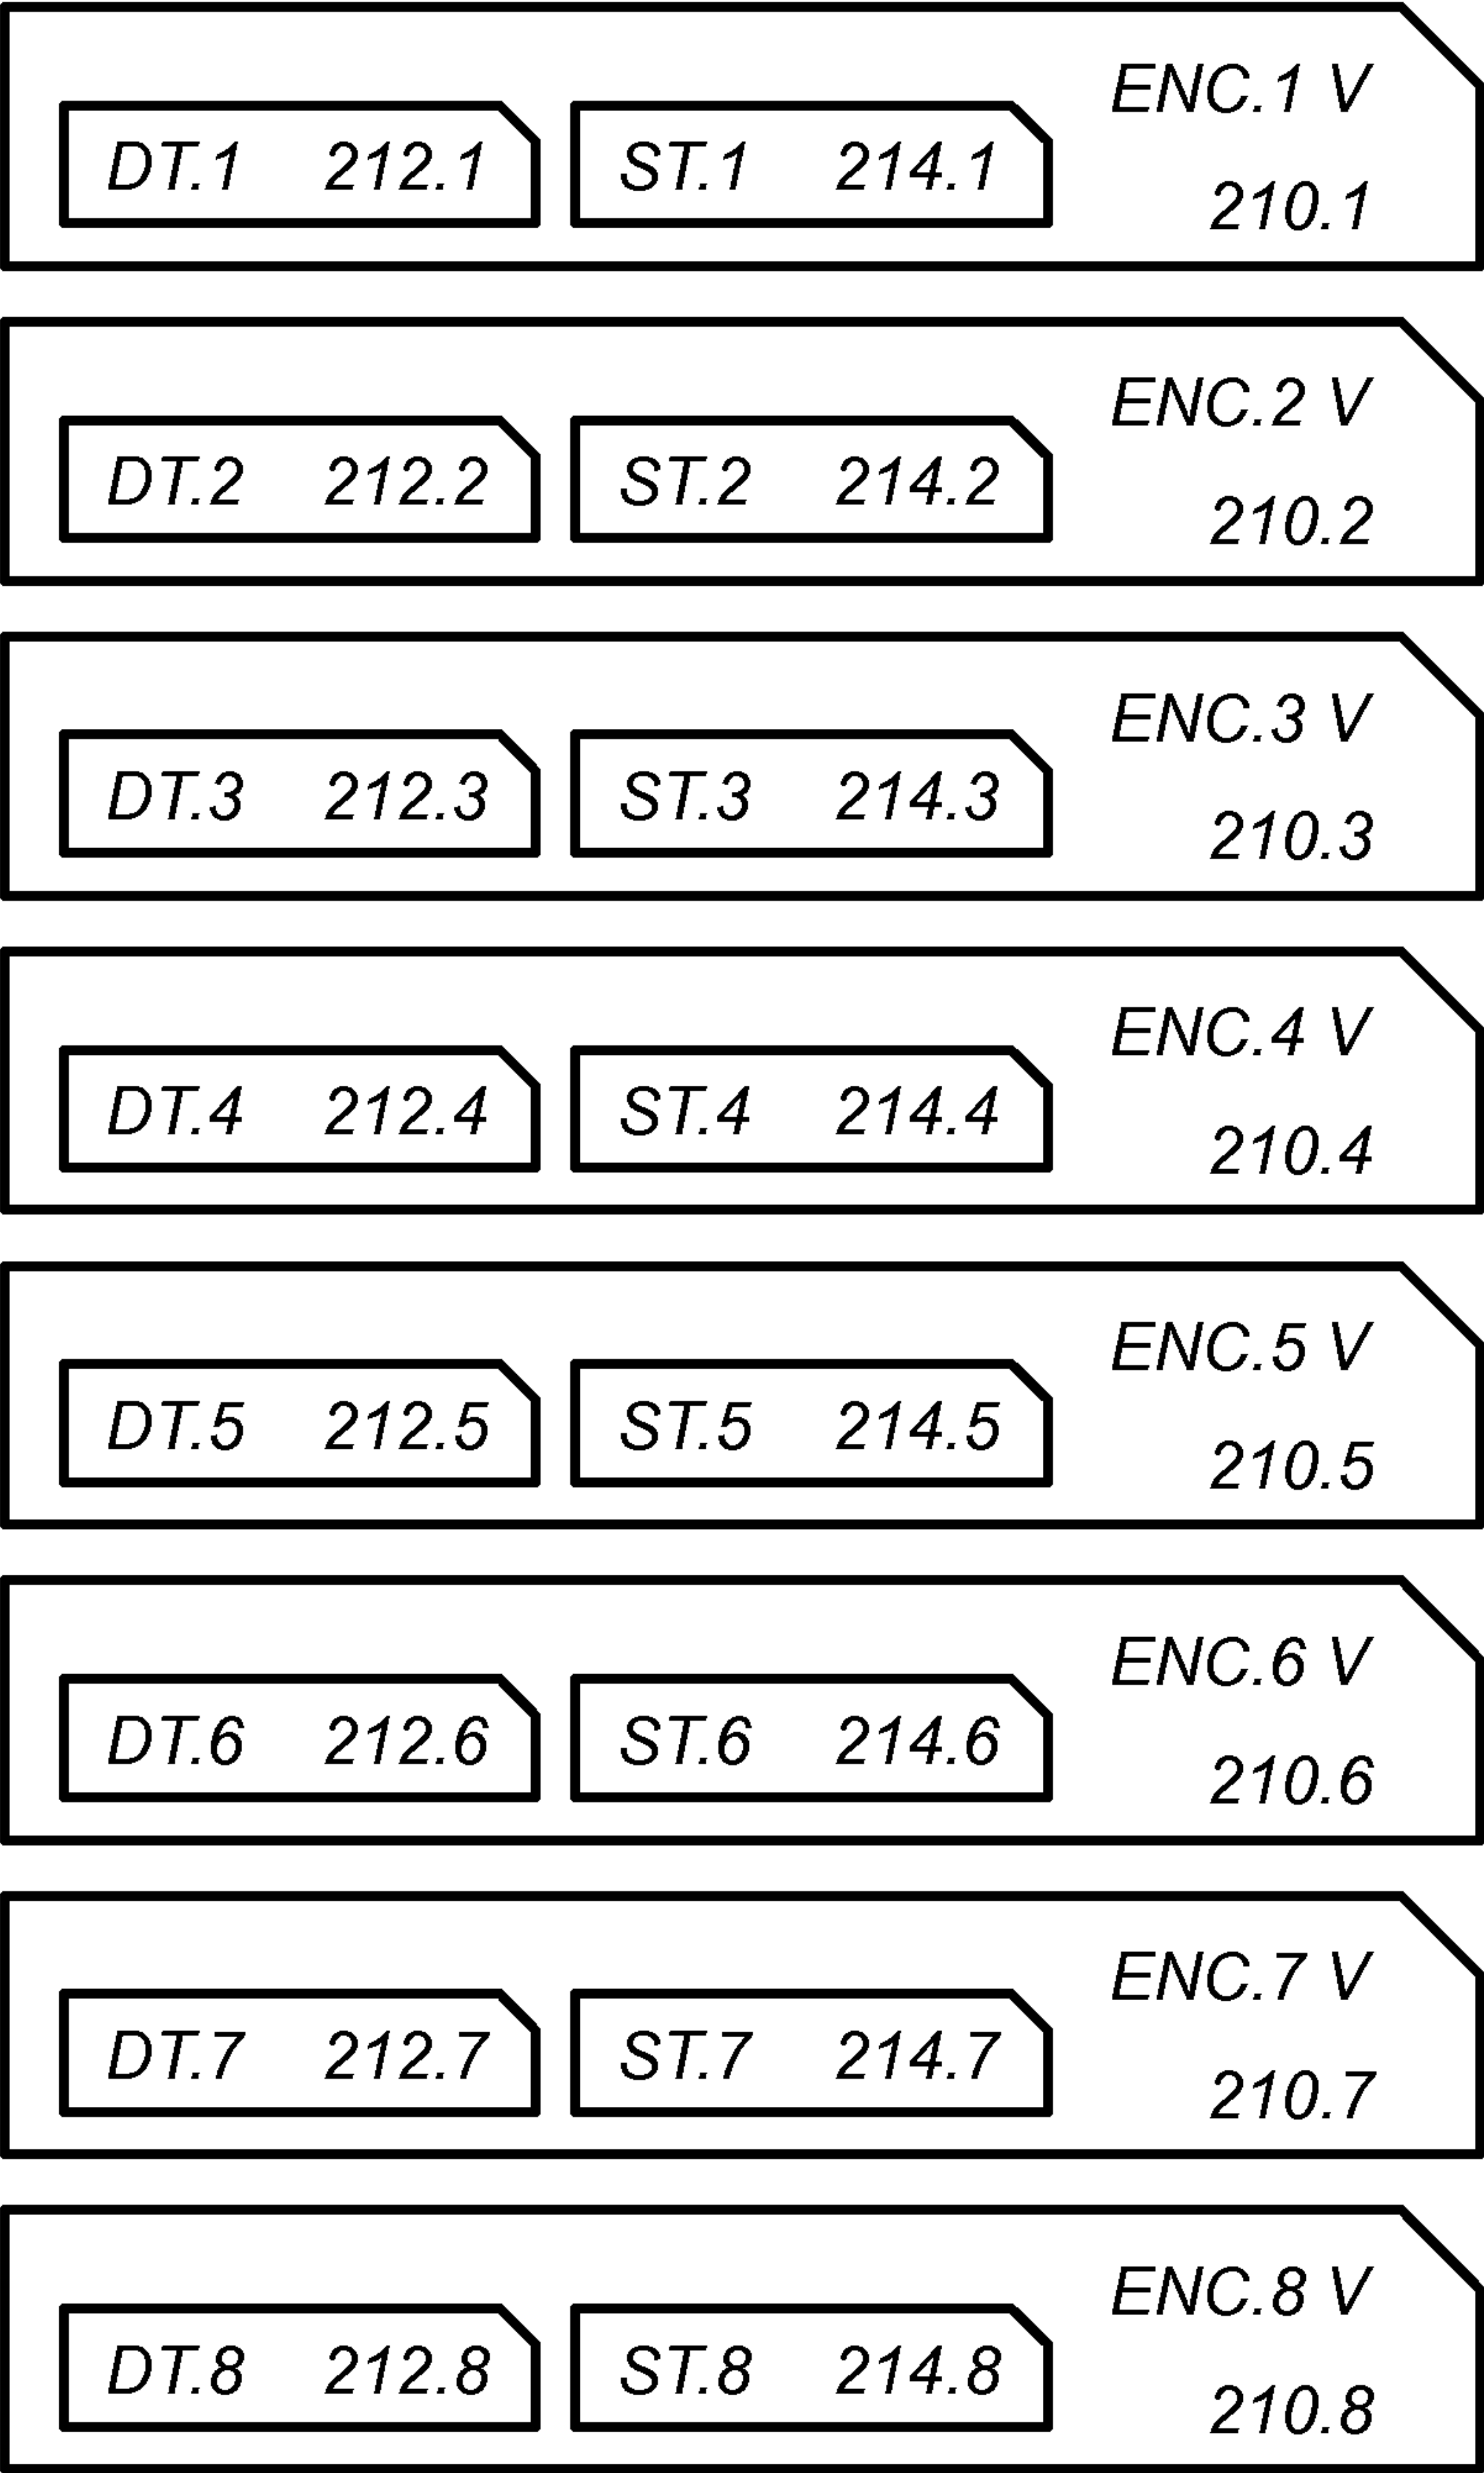 ENC.1 V
DT.1 212.1 ST.1 214.1
210.1
ENC.2 V
DT.2 212.2 ST.2 214.2
210.2
ENC.3 V
DT.3 212.3 ST.3 214.3
210.3
ENC.4 V
DT.4 212.4 ST.4 214.4
210.4
ENC.5 V
DT.5 212.5 ST.5 214.5
210.5
ENC.6 V
DT.6 212.6 ST.6 214.6
210.6
ENC.7 V
DT.7 212.7 ST.7 214.7
210.7
ENC.8 V
DT.8 212.8 ST.8 214.8
210.8